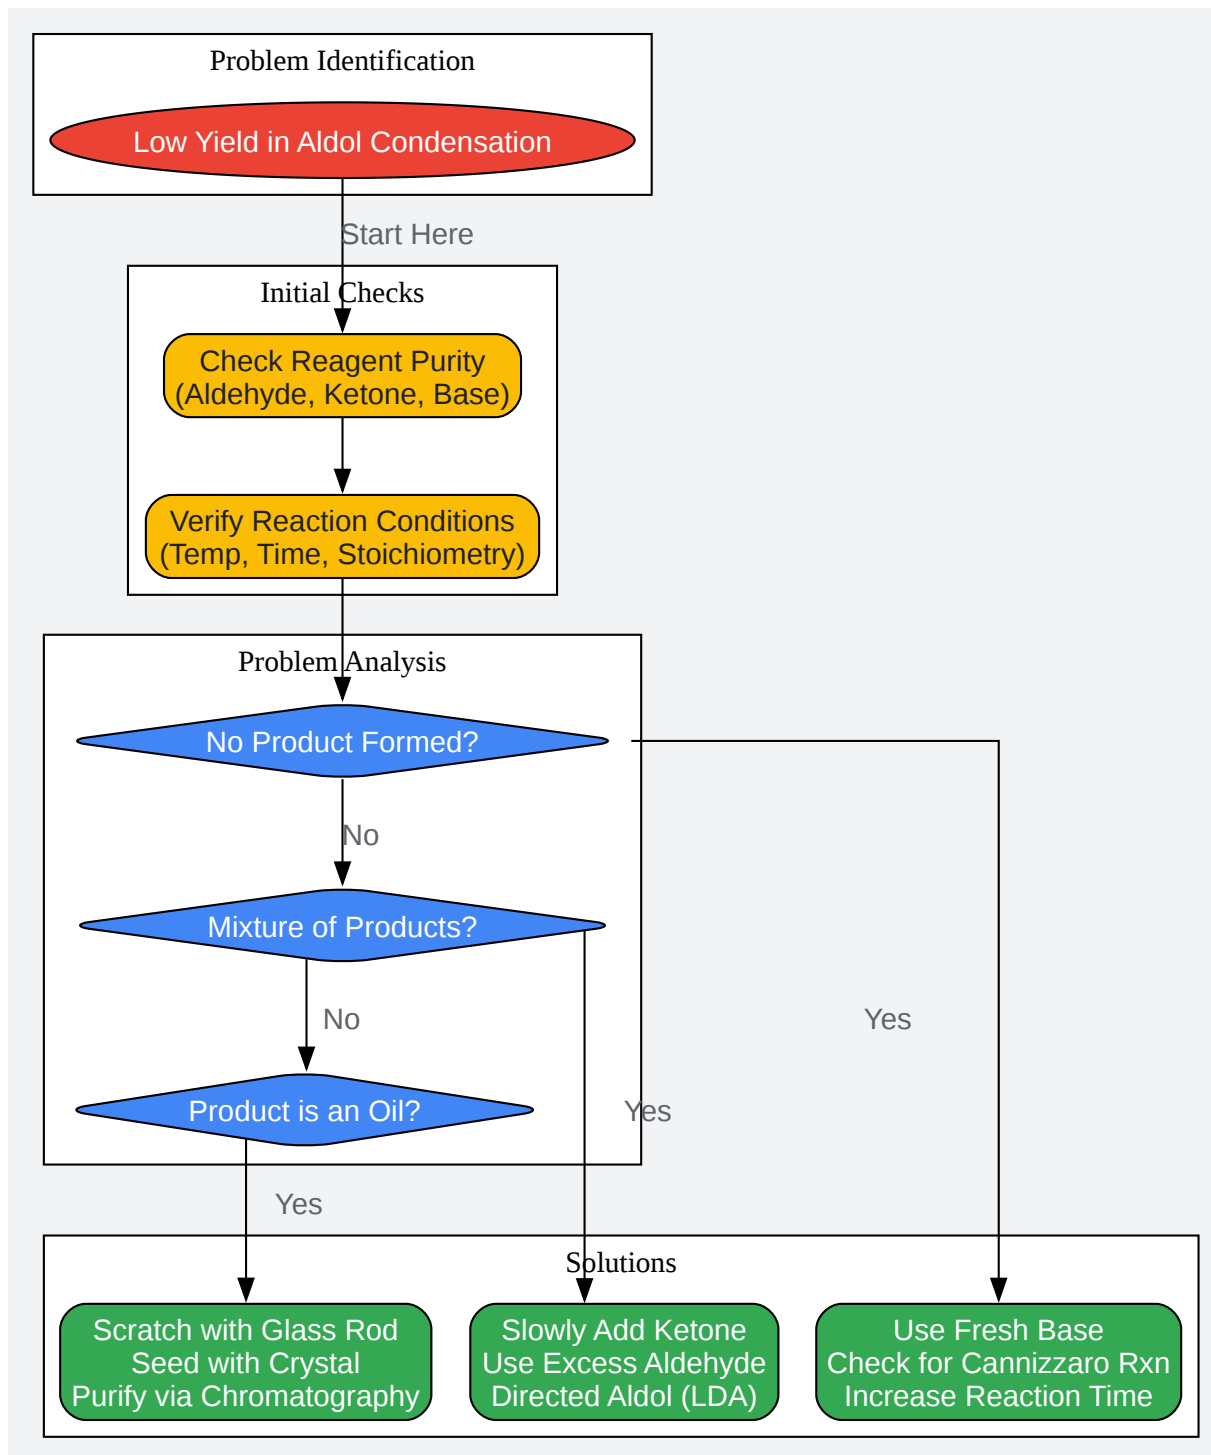 Problem Identification
Low Yield in Aldol Condensation
Start Here
Initial Checks
Check Reagent Purity
(Aldehyde, Ketone, Base)
Verify Reaction Conditions
(Temp, Time, Stoichiometry)
Problem Analysis
No Product Formed?
No
Mixture of Products?
No
Yes
Product is an Oil?
Yes
Yes
Solutions
Scratch with Glass Rod
Seed with Crystal
Purify via Chromatography
Slowly Add Ketone
Use Excess Aldehyde
Directed Aldol (LDA)
Use Fresh Base
Check for Cannizzaro Rxn
Increase Reaction Time